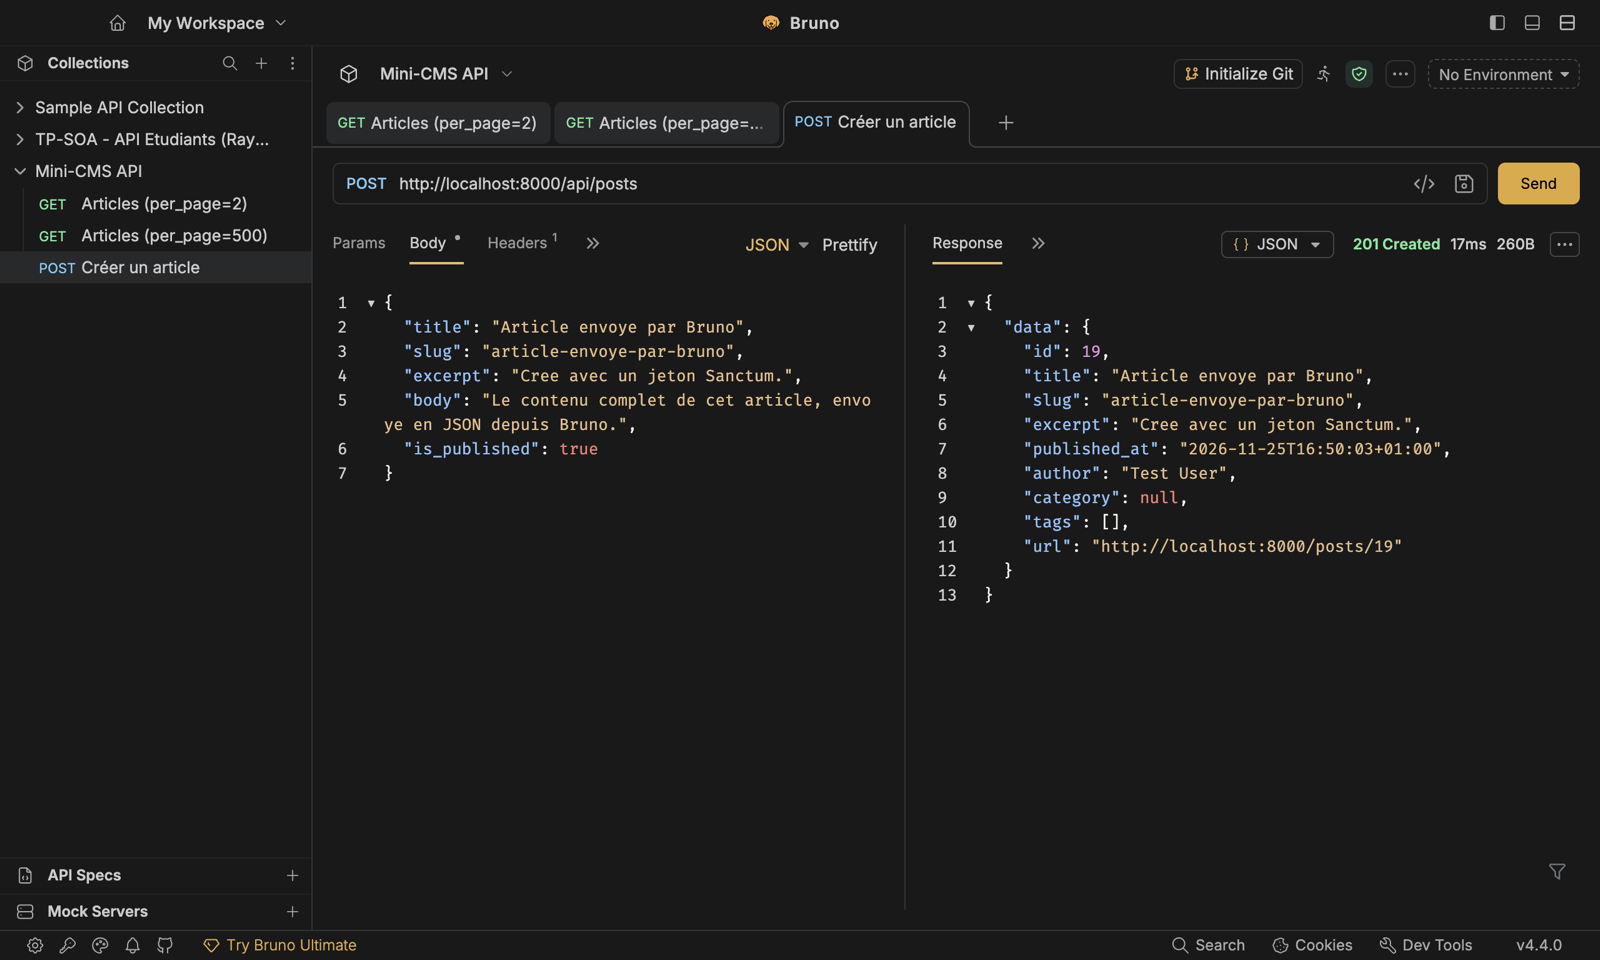 My Workspace
Bruno
Collections
Sample API Collection
TP-SOA - API Etudiants (Ray...
Mini-CMS API
GET Articles (per_page=2)
GET Articles (per_page=500)
POST Créer un article
API Specs
Mock Servers
Mini-CMS API
Initialize Git
No Environment
GET Articles (per_page=2)
GET Articles (per_page=...
POST Créer un article
POST http://localhost:8000/api/posts
Send
Params Body Headers 1
JSON Prettify
1 {
2 "title": "Article envoye par Bruno",
3 "slug": "article-envoye-par-bruno",
4 "excerpt": "Cree avec un jeton Sanctum.",
5 "body": "Le contenu complet de cet article, envo
ye en JSON depuis Bruno.",
6 "is_published": true
7 }
Response
{ } JSON
201 Created 17ms 260B
1 {
2 "data": {
3 "id": 19,
4 "title": "Article envoye par Bruno",
5 "slug": "article-envoye-par-bruno",
6 "excerpt": "Cree avec un jeton Sanctum.",
7 "published_at": "2026-11-25T16:50:03+01:00",
8 "author": "Test User",
9 "category": null,
10 "tags": [],
11 "url": "http://localhost:8000/posts/19"
12 }
13 }
Try Bruno Ultimate
Search
Cookies
Dev Tools
v4.4.0